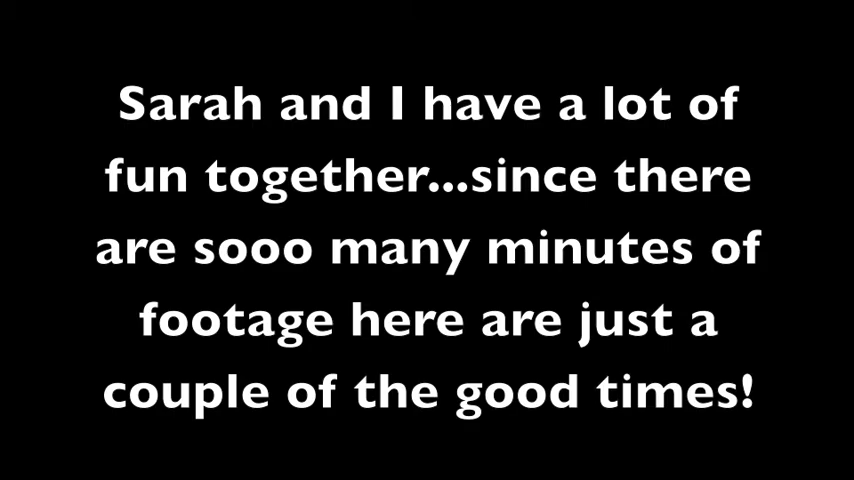 Sarah and I have a lot of
fun together...since there
are sooo many minutes of
footage here are just a
couple of the good times!